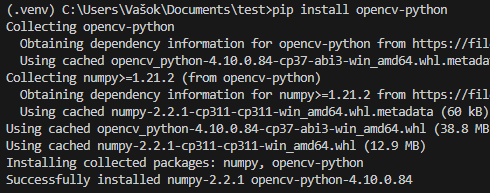 (.venv) C:\Users\Vašok\Documents\test>pip install opencv-python
Collecting opencv-python
  Obtaining dependency information for opencv-python from https://fil
  Using cached opencv_python-4.10.0.84-cp37-abi3-win_amd64.whl.metada
Collecting numpy>=1.21.2 (from opencv-python)
  Obtaining dependency information for numpy>=1.21.2 from https://fil
  Using cached numpy-2.2.1-cp311-cp311-win_amd64.whl.metadata (60 kB)
Using cached opencv_python-4.10.0.84-cp37-abi3-win_amd64.whl (38.8 MB
Using cached numpy-2.2.1-cp311-cp311-win_amd64.whl (12.9 MB)
Installing collected packages: numpy, opencv-python
Successfully installed numpy-2.2.1 opencv-python-4.10.0.84